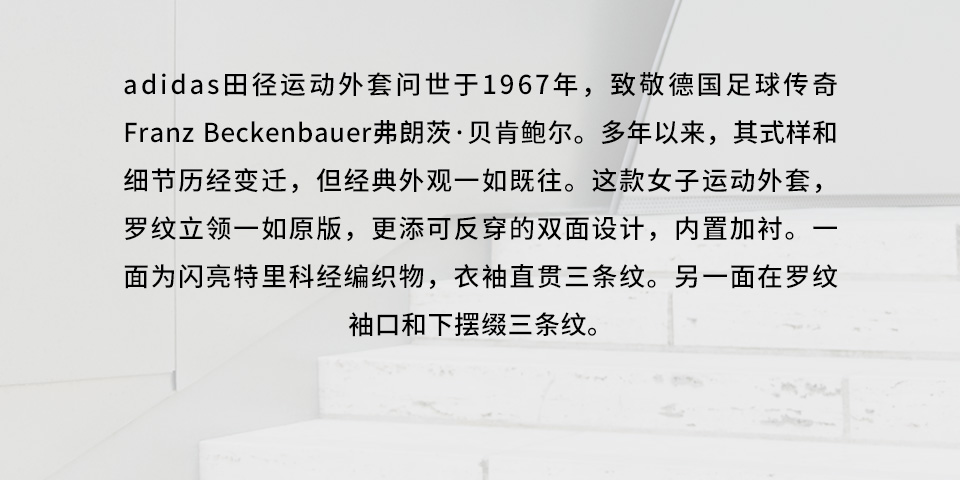 adidas田径运动外套问世于1967年，致敬德国足球传奇
Franz Beckenbauer弗朗茨·贝肯鲍尔。多年以来，其式样和
细节历经变迁，但经典外观一如既往。这款女子运动外套，
罗纹立领一如原版，更添可反穿的双面设计，内置加衬。一
面为闪亮特里科经编织物，衣袖直贯三条纹。另一面在罗纹
袖口和下摆缀三条纹。